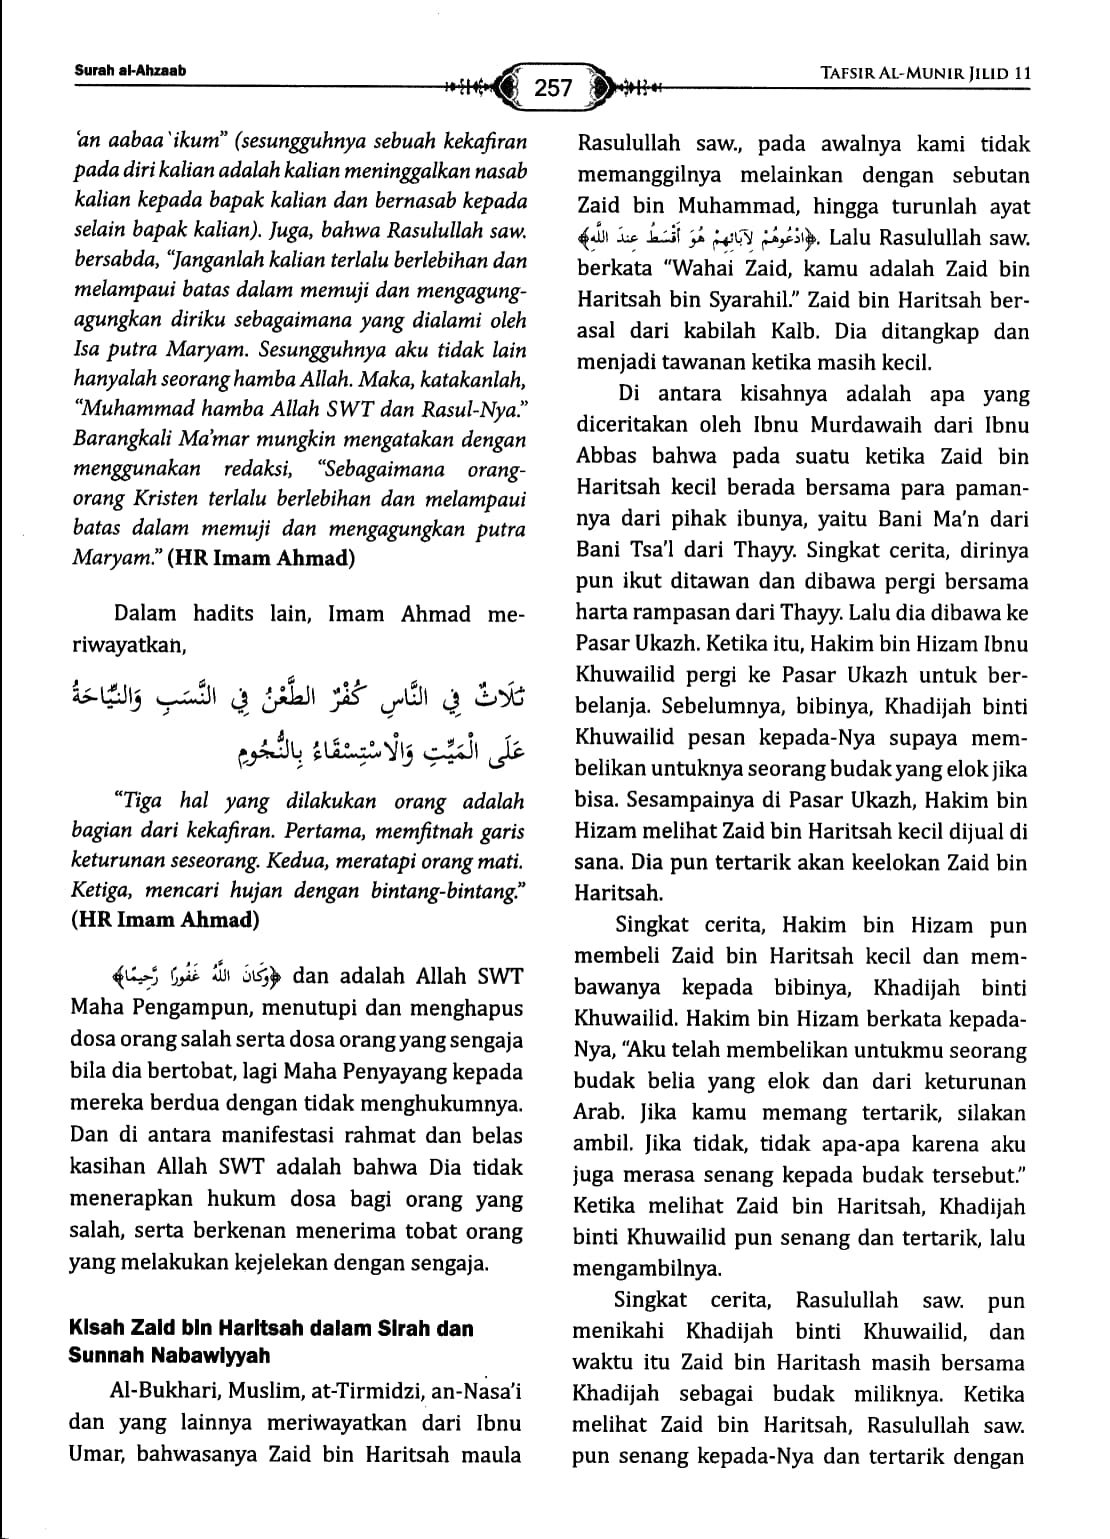 Surah al-Ahzaab
257
TAFSIR AL-MUNIR JILID 11
'an aabaa`ikum" (sesungguhnya sebuah kekafiran
pada diri kalian adalah kalian meninggalkan nasab
kalian kepada bapak kalian dan bernasab kepada
selain bapak kalian). Juga, bahwa Rasulullah saw.
bersabda, "Janganlah kalian terlalu berlebihan dan
melampaui batas dalam memuji dan mengagung-
agungkan diriku sebagaimana yang dialami oleh
Isa putra Maryam. Sesungguhnya aku tidak lain
hanyalah seorang hamba Allah. Maka, katakanlah,
"Muhammad hamba Allah SWT dan Rasul-Nya."
Barangkali Ma'mar mungkin mengatakan dengan
menggunakan redaksi, "Sebagaimana orang-
orang Kristen terlalu berlebihan dan melampaui
batas dalam memuji dan mengagungkan putra
Maryam." (HR Imam Ahmad)
Dalam hadits lain, Imam Ahmad me-
riwayatkan,
ثَلَاثٌ فِي النَّاسِ كُفْرٌ الطَّعْنُ فِي النَّسَبِ وَالنِّيَاحَةُ
عَلَى الْمَيِّتِ وَالْاسْتِسْقَاءُ بِالنُّجُومِ
"Tiga hal yang dilakukan orang adalah
bagian dari kekafiran. Pertama, memfitnah garis
keturunan seseorang. Kedua, meratapi orang mati.
Ketiga, mencari hujan dengan bintang-bintang."
(HR Imam Ahmad)
﴿وَكَانَ اللَّهُ غَفُورًا رَّحِيمًا﴾ dan adalah Allah SWT
Maha Pengampun, menutupi dan menghapus
dosa orang salah serta dosa orang yang sengaja
bila dia bertobat, lagi Maha Penyayang kepada
mereka berdua dengan tidak menghukumnya.
Dan di antara manifestasi rahmat dan belas
kasihan Allah SWT adalah bahwa Dia tidak
menerapkan hukum dosa bagi orang yang
salah, serta berkenan menerima tobat orang
yang melakukan kejelekan dengan sengaja.
Kisah Zaid bin Haritsah dalam Sirah dan
Sunnah Nabawiyyah
Al-Bukhari, Muslim, at-Tirmidzi, an-Nasa'i
dan yang lainnya meriwayatkan dari Ibnu
Umar, bahwasanya Zaid bin Haritsah maula
Rasulullah saw., pada awalnya kami tidak
memanggilnya melainkan dengan sebutan
Zaid bin Muhammad, hingga turunlah ayat
﴿ادْعُوهُمْ لِآبَائِهِمْ هُوَ أَقْسَطُ عِندَ اللَّهِ﴾. Lalu Rasulullah saw.
berkata "Wahai Zaid, kamu adalah Zaid bin
Haritsah bin Syarahil." Zaid bin Haritsah ber-
asal dari kabilah Kalb. Dia ditangkap dan
menjadi tawanan ketika masih kecil.
Di antara kisahnya adalah apa yang
diceritakan oleh Ibnu Murdawaih dari Ibnu
Abbas bahwa pada suatu ketika Zaid bin
Haritsah kecil berada bersama para paman-
nya dari pihak ibunya, yaitu Bani Ma'n dari
Bani Tsa'l dari Thayy. Singkat cerita, dirinya
pun ikut ditawan dan dibawa pergi bersama
harta rampasan dari Thayy. Lalu dia dibawa ke
Pasar Ukazh. Ketika itu, Hakim bin Hizam Ibnu
Khuwailid pergi ke Pasar Ukazh untuk ber-
belanja. Sebelumnya, bibinya, Khadijah binti
Khuwailid pesan kepada-Nya supaya mem-
belikan untuknya seorang budak yang elok jika
bisa. Sesampainya di Pasar Ukazh, Hakim bin
Hizam melihat Zaid bin Haritsah kecil dijual di
sana. Dia pun tertarik akan keelokan Zaid bin
Haritsah.
Singkat cerita, Hakim bin Hizam pun
membeli Zaid bin Haritsah kecil dan mem-
bawanya kepada bibinya, Khadijah binti
Khuwailid. Hakim bin Hizam berkata kepada-
Nya, "Aku telah membelikan untukmu seorang
budak belia yang elok dan dari keturunan
Arab. Jika kamu memang tertarik, silakan
ambil. Jika tidak, tidak apa-apa karena aku
juga merasa senang kepada budak tersebut."
Ketika melihat Zaid bin Haritsah, Khadijah
binti Khuwailid pun senang dan tertarik, lalu
mengambilnya.
Singkat cerita, Rasulullah saw. pun
menikahi Khadijah binti Khuwailid, dan
waktu itu Zaid bin Haritash masih bersama
Khadijah sebagai budak miliknya. Ketika
melihat Zaid bin Haritsah, Rasulullah saw.
pun senang kepada-Nya dan tertarik dengan